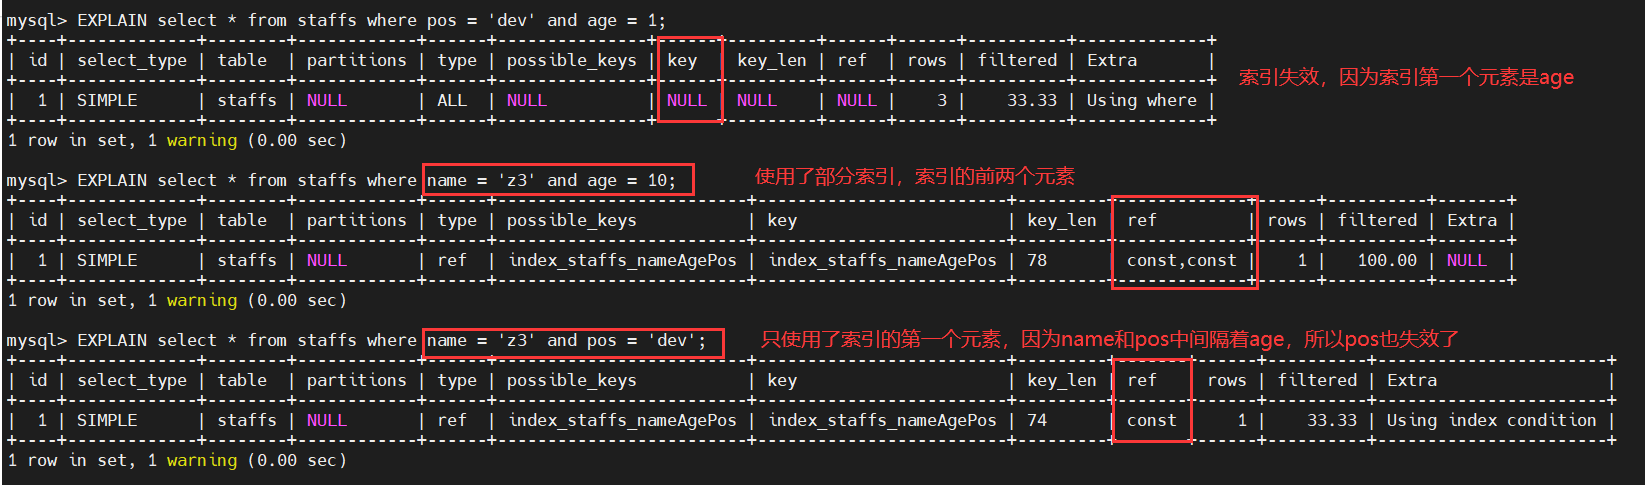 mysql> EXPLAIN select * from staffs where pos = 'dev' and age = 1;
+----+-------------+--------+------------+------+---------------+------+---------+------+------+----------+-------------+
| id | select_type | table  | partitions | type | possible_keys | key  | key_len | ref  | rows | filtered | Extra       |
+----+-------------+--------+------------+------+---------------+------+---------+------+------+----------+-------------+
索引失效，因为索引第一个元素是age
|  1 | SIMPLE      | staffs | NULL       | ALL  | NULL          | NULL | NULL    | NULL |    3 |    33.33 | Using where |
+----+-------------+--------+------------+------+---------------+------+---------+------+------+----------+-------------+
1 row in set, 1 warning (0.00 sec)
mysql> EXPLAIN select * from staffs where name = 'z3' and age = 10;
使用了部分索引，索引的前两个元素
+----+-------------+--------+------------+------+-------------------------+-------------------------+---------+-------------+------+----------+-------+
| id | select_type | table  | partitions | type | possible_keys           | key                     | key_len | ref         | rows | filtered | Extra |
+----+-------------+--------+------------+------+-------------------------+-------------------------+---------+-------------+------+----------+-------+
|  1 | SIMPLE      | staffs | NULL       | ref  | index_staffs_nameAgePos | index_staffs_nameAgePos | 78      | const,const |    1 |   100.00 | NULL  |
+----+-------------+--------+------------+------+-------------------------+-------------------------+---------+-------------+------+----------+-------+
1 row in set, 1 warning (0.00 sec)
mysql> EXPLAIN select * from staffs where name = 'z3' and pos = 'dev';
只使用了索引的第一个元素，因为name和pos中间隔着age，所以pos也失效了
+----+-------------+--------+------------+------+-------------------------+-------------------------+---------+-------+------+----------+-----------------------+
| id | select_type | table  | partitions | type | possible_keys           | key                     | key_len | ref   | rows | filtered | Extra                 |
+----+-------------+--------+------------+------+-------------------------+-------------------------+---------+-------+------+----------+-----------------------+
|  1 | SIMPLE      | staffs | NULL       | ref  | index_staffs_nameAgePos | index_staffs_nameAgePos | 74      | const |    1 |    33.33 | Using index condition |
+----+-------------+--------+------------+------+-------------------------+-------------------------+---------+-------+------+----------+-----------------------+
1 row in set, 1 warning (0.00 sec)